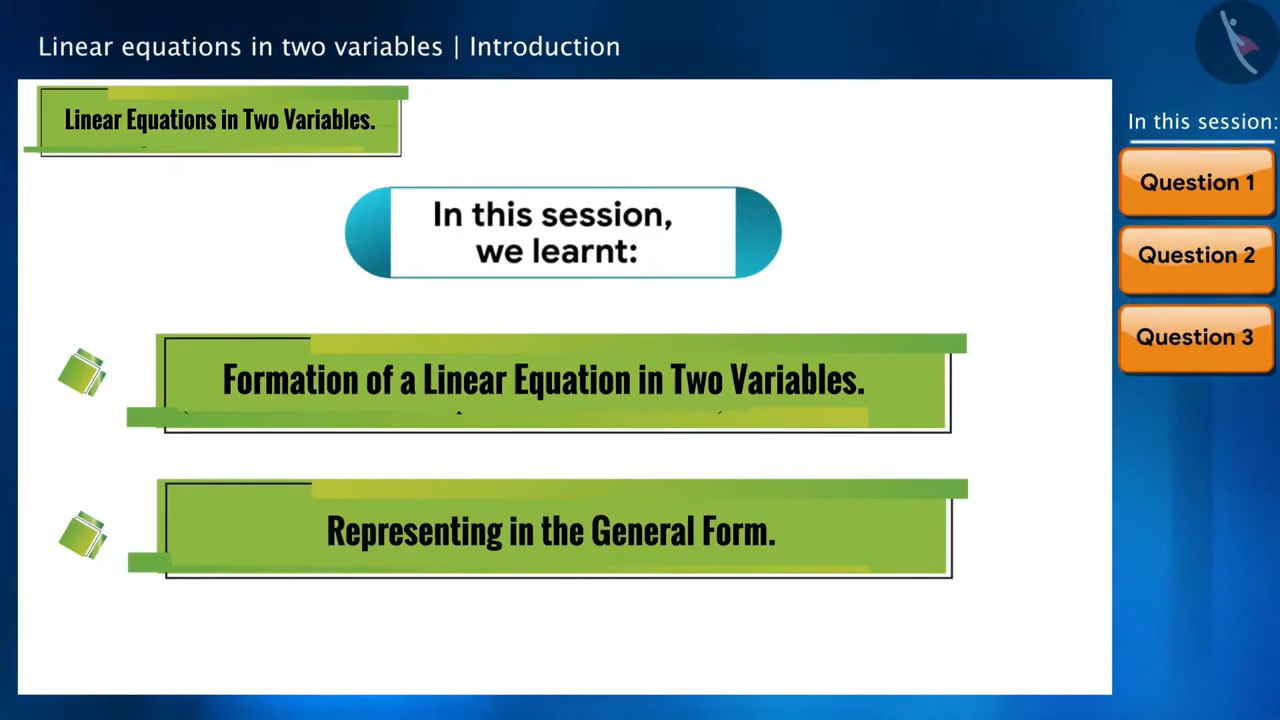 Linear equations in two variables | Introduction
Linear Equations in Two Variables.
In this session,
we learnt:
Formation of a Linear Equation in Two Variables.
Representing in the General Form.
In this session:
Question 1
Question 2
Question 3